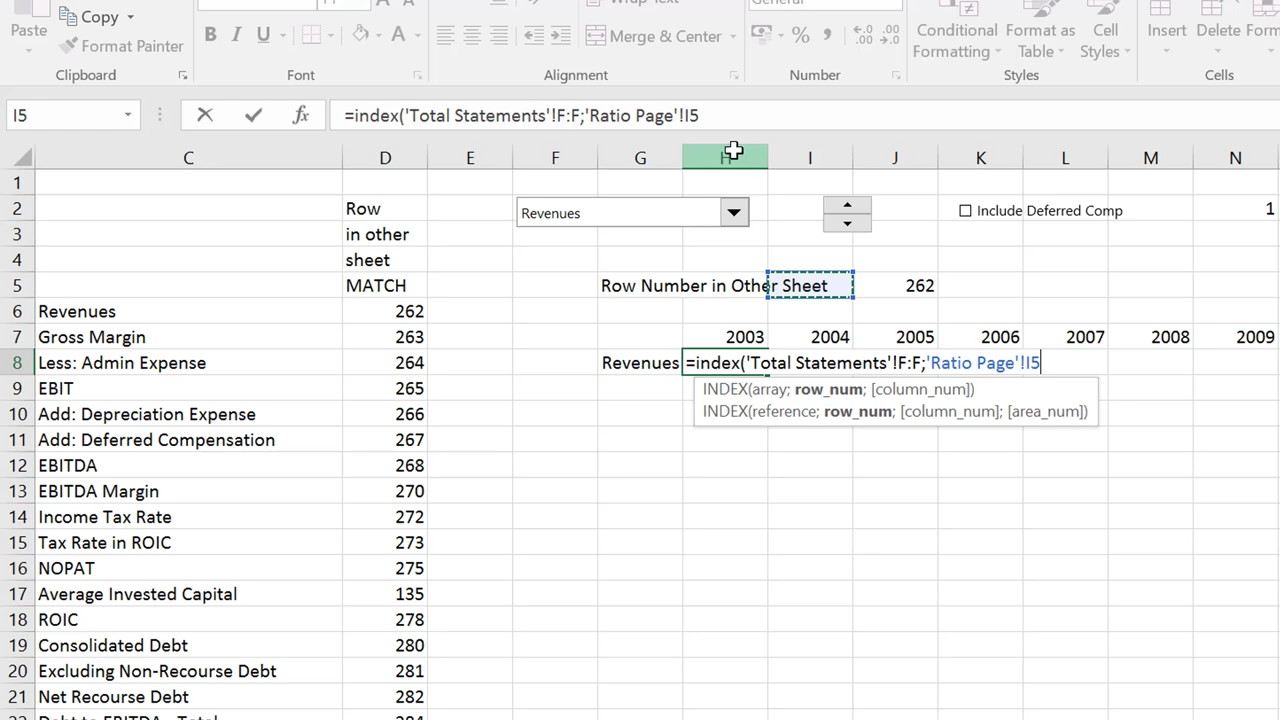 Copy
General
Paste
Format Painter
B I U
A
Merge & Center
%
Conditional Formatting
Format as Table
Cell Styles
Insert
Delete
Form
Clipboard
Font
Alignment
Number
Styles
Cells
I5
fx
=index('Total Statements'!F:F;'Ratio Page'!I5
C D E F G H I J K L M N
1
2 Row Revenues Include Deferred Comp 1
3 in other
4 sheet
5 MATCH Row Number in Other Sheet 262
6 Revenues 262
7 Gross Margin 263 2003 2004 2005 2006 2007 2008 2009
8 Less: Admin Expense 264 Revenues =index('Total Statements'!F:F;'Ratio Page'!I5
INDEX(array; row_num; [column_num])
INDEX(reference; row_num; [column_num]; [area_num])
9 EBIT 265
10 Add: Depreciation Expense 266
11 Add: Deferred Compensation 267
12 EBITDA 268
13 EBITDA Margin 270
14 Income Tax Rate 272
15 Tax Rate in ROIC 273
16 NOPAT 275
17 Average Invested Capital 135
18 ROIC 278
19 Consolidated Debt 280
20 Excluding Non-Recourse Debt 281
21 Net Recourse Debt 282